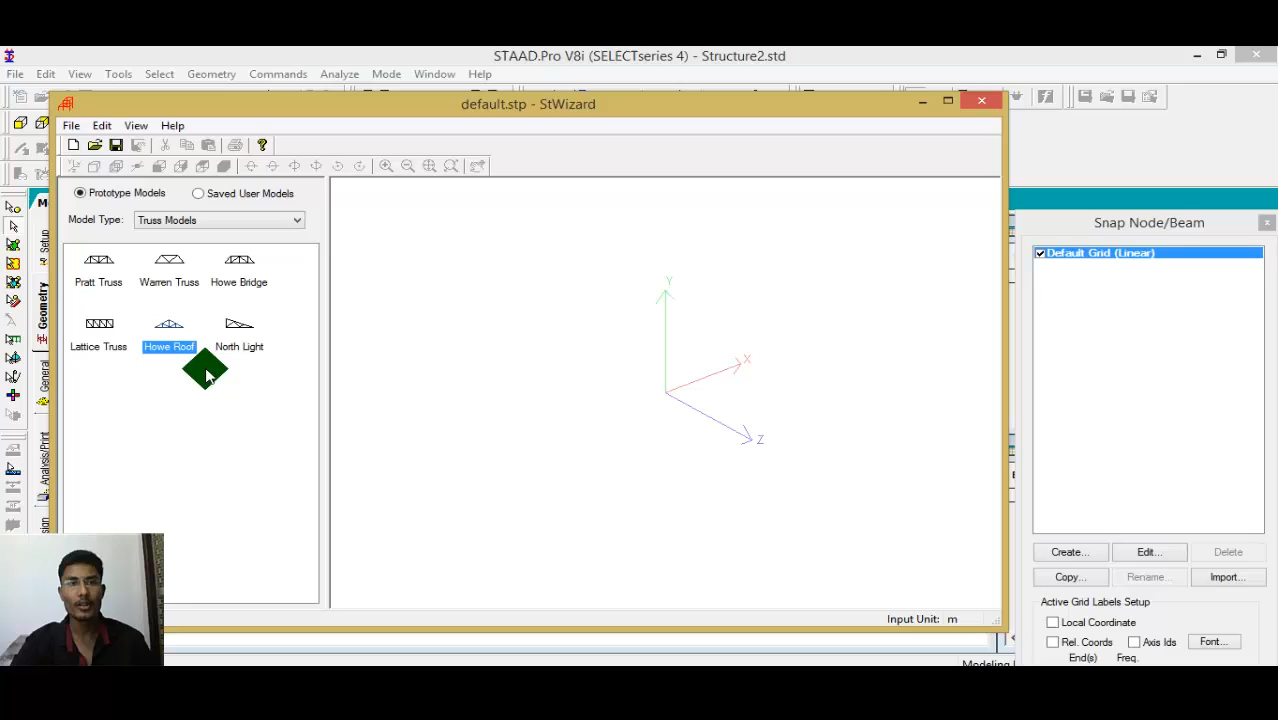 STAAD.Pro V8i (SELECTseries 4) - Structure2.std
File Edit View Tools Select Geometry Commands Analyze Mode Window Help
default.stp - StWizard
File Edit View Help
Prototype Models Saved User Models
Model Type: Truss Models
Pratt Truss Warren Truss Howe Bridge
Lattice Truss Howe Roof North Light
Y
X
Z
Input Unit: m
Setup
Geometry
General
Analysis/Print
Snap Node/Beam
Default Grid (Linear)
Create... Edit... Delete
Copy... Rename... Import...
Active Grid Labels Setup
Local Coordinate
Rel. Coords Axis Ids Font...
End(s) Freq.
Modeling